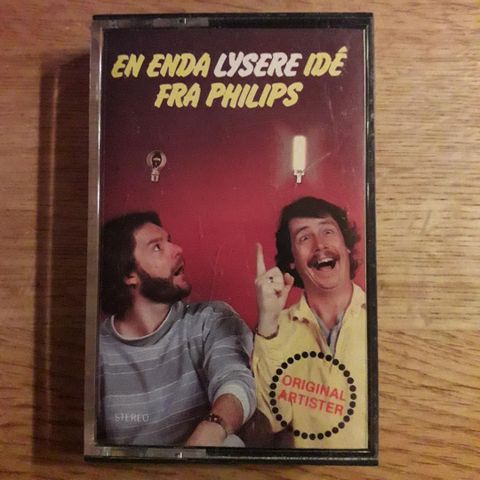 EN ENDA LYSERE IDÉ
FRA PHILIPS
ORIGINAL
ARTISTER
STEREO